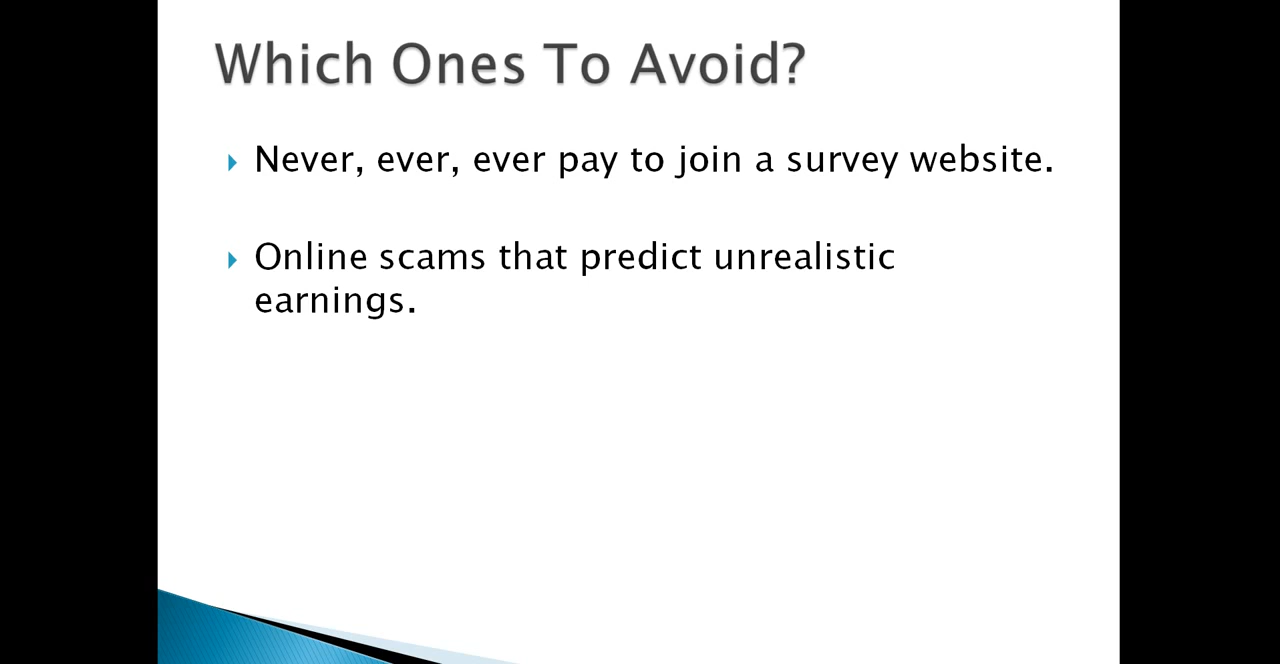 Which Ones To Avoid?
Never, ever, ever pay to join a survey website.
Online scams that predict unrealistic
earnings.